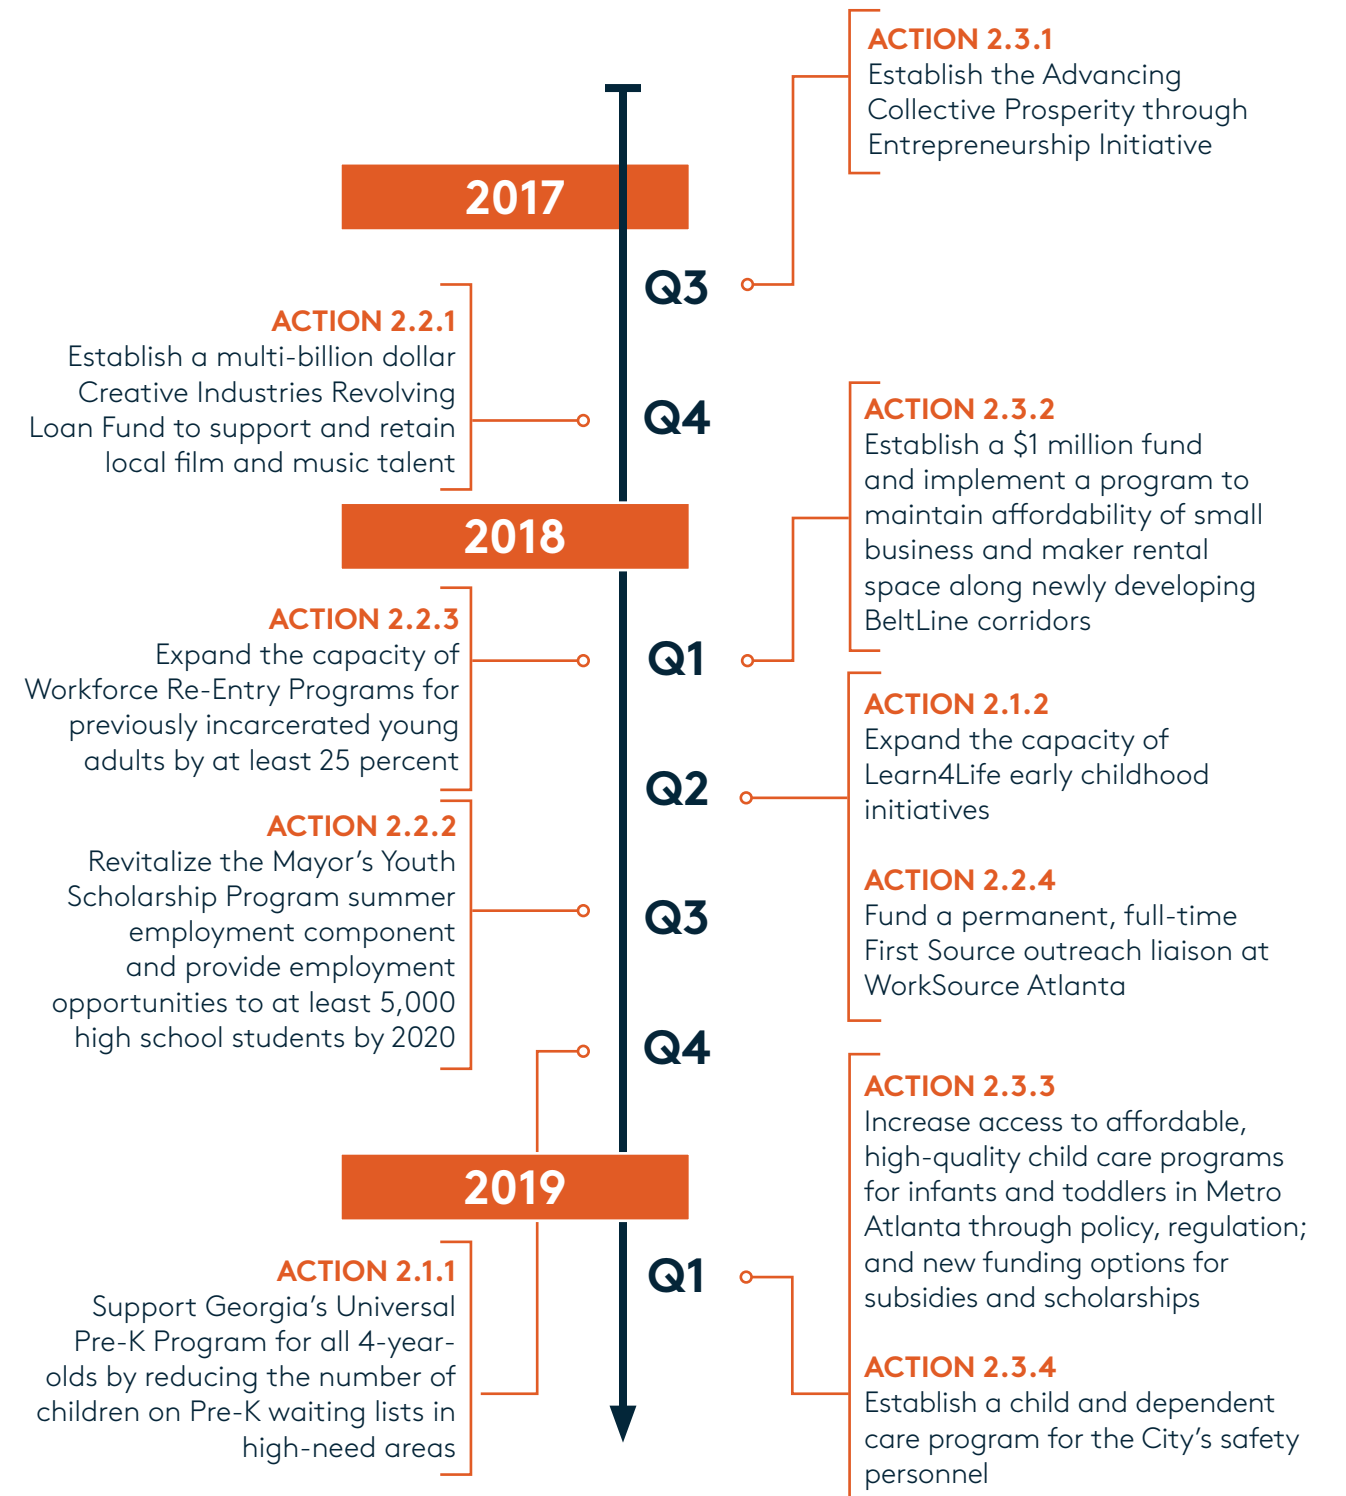 ACTION 2.3.1
Establish the Advancing
Collective Prosperity through
Entrepreneurship Initiative
2017
Q3
ACTION 2.2.1
Establish a multi-billion dollar
Creative Industries Revolving
Loan Fund to support and retain
local film and music talent
Q4
ACTION 2.3.2
Establish a $1 million fund
and implement a program to
maintain affordability of small
business and maker rental
space along newly developing
BeltLine corridors
2018
ACTION 2.2.3
Expand the capacity of
Workforce Re-Entry Programs for
previously incarcerated young
adults by at least 25 percent
Q1
ACTION 2.1.2
Expand the capacity of
Learn4Life early childhood
initiatives
Q2
ACTION 2.2.2
Revitalize the Mayor’s Youth
Scholarship Program summer
employment component
and provide employment
opportunities to at least 5,000
high school students by 2020
Q3
ACTION 2.2.4
Fund a permanent, full-time
First Source outreach liaison at
WorkSource Atlanta
Q4
ACTION 2.3.3
Increase access to affordable,
high-quality child care programs
for infants and toddlers in Metro
Atlanta through policy, regulation;
and new funding options for
subsidies and scholarships
2019
Q1
ACTION 2.1.1
Support Georgia’s Universal
Pre-K Program for all 4-year-
olds by reducing the number of
children on Pre-K waiting lists in
high-need areas
ACTION 2.3.4
Establish a child and dependent
care program for the City’s safety
personnel